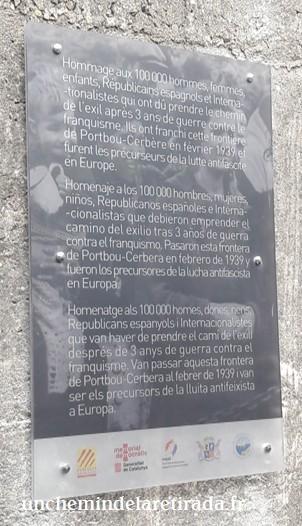 Hommage aux 100 000 hommes, femmes,
enfants, Républicains espagnols et Interna-
-tionalistes qui ont dû prendre le chemin
de l'exil après 3 ans de guerre contre le
franquisme. Ils ont franchi cette frontière
de Portbou-Cerbère en février 1939 et
furent les précurseurs de la lutte antifasciste
en Europe.
Homenaje a los 100 000 hombres, mujeres,
niños, Republicanos españoles e Interna-
-cionalistas que debieron emprender el
camino del exilio tras 3 años de guerra
contra el franquismo. Pasaron esta frontera
de Portbou-Cerbera en febrero de 1939 y
fueron los precursores de la lucha antifascista
en Europa.
Homenatge als 100 000 homes, dones, nens,
Republicans espanyols i Internacionalistes
que van haver de prendre el camí de l'exili
després de 3 anys de guerra contra el
franquisme. Van passar aquesta frontera
de Portbou-Cerbera al febrer de 1939 i van
ser els precursors de la lluita antifeixista
a Europa.
Generalitat
de Catalunya
unchemindelaretirada.fr